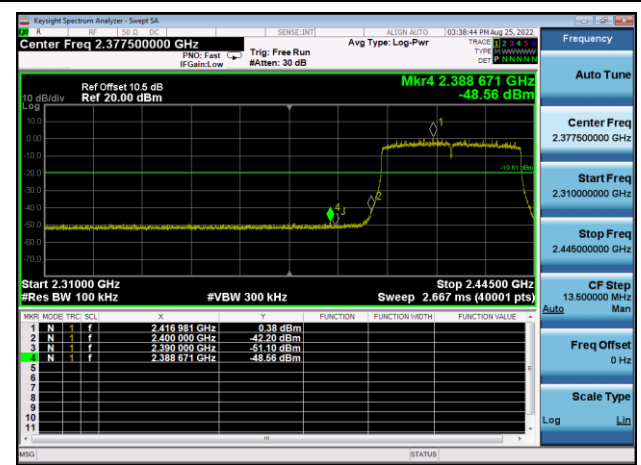 Keysight Spectrum Analyzer - Swept SA
R RF 50 Ω DC SENSE:INT ALIGN AUTO 03:38:44 PM Aug 25, 2022
Center Freq 2.377500000 GHz
PNO: Fast
IFGain:Low
Trig: Free Run
#Atten: 30 dB
Avg Type: Log-Pwr
TRACE 1 2 3 4 5 6
TYPE M WWWWW
DET P NNNNN
Frequency
Auto Tune
Ref Offset 10.5 dB
Ref 20.00 dBm
10 dB/div
Log
Mkr4 2.388 671 GHz
-48.56 dBm
10.0
0.00
-10.0
-20.0
-30.0
-40.0
-50.0
-60.0
-70.0
1
2
3
4
-19.61 dBm
Start 2.31000 GHz
Stop 2.44500 GHz
#Res BW 100 kHz
#VBW 300 kHz
Sweep 2.667 ms (40001 pts)
MKR MODE TRC SCL X Y FUNCTION FUNCTION WIDTH FUNCTION VALUE
1 N 1 f 2.416 981 GHz 0.38 dBm
2 N 1 f 2.400 000 GHz -42.20 dBm
3 N 1 f 2.390 000 GHz -51.10 dBm
4 N 1 f 2.388 671 GHz -48.56 dBm
5
6
7
8
9
10
11
Center Freq
2.377500000 GHz
Start Freq
2.310000000 GHz
Stop Freq
2.445000000 GHz
CF Step
13.500000 MHz
Auto Man
Freq Offset
0 Hz
Scale Type
Log Lin
MSG STATUS